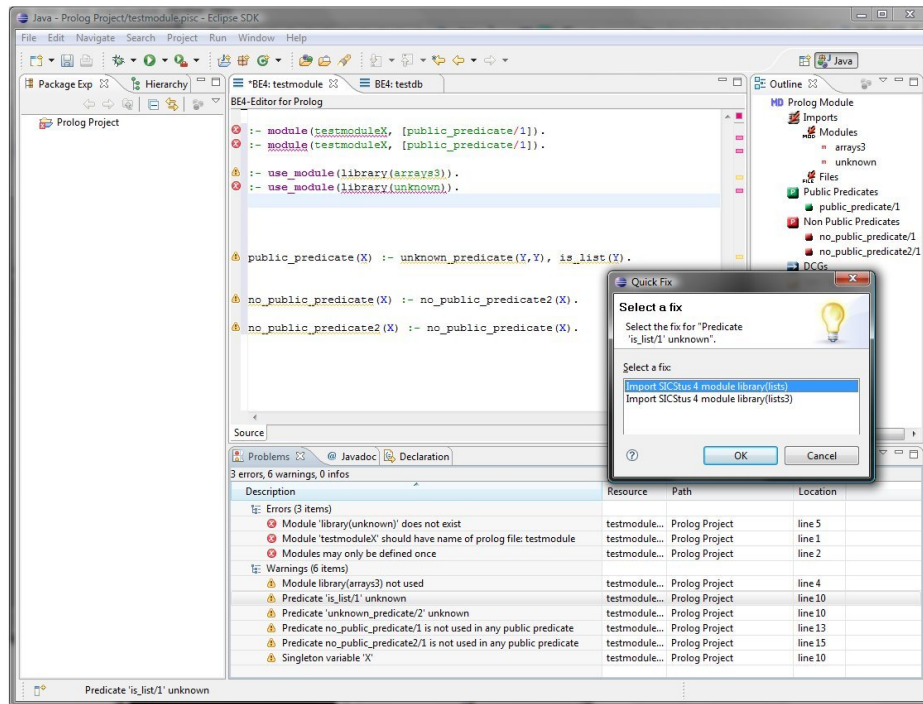 Java - Prolog Project/testmodule.pisc - Eclipse SDK
File Edit Navigate Search Project Run Window Help
Java
Package Exp
Hierarchy
Prolog Project
*BE4: testmodule
BE4: testdb
BE4-Editor for Prolog
:- module(testmoduleX, [public_predicate/1]).
:- module(testmoduleX, [public_predicate/1]).
:- use_module(library(arrays3)).
:- use_module(library(unknown)).
public_predicate(X) :- unknown_predicate(Y,Y), is_list(Y).
no_public_predicate(X) :- no_public_predicate2(X).
no_public_predicate2(X) :- no_public_predicate(X).
Source
Outline
MD Prolog Module
Imports
Modules
arrays3
unknown
Files
Public Predicates
public_predicate/1
Non Public Predicates
no_public_predicate/1
no_public_predicate2/1
DCGs
Quick Fix
Select a fix
Select the fix for "Predicate
'is_list/1' unknown".
Select a fix:
Import SICStus 4 module library(lists)
Import SICStus 4 module library(lists3)
OK
Cancel
Problems
@ Javadoc
Declaration
3 errors, 6 warnings, 0 infos
Description Resource Path Location
Errors (3 items)
Module 'library(unknown)' does not exist testmodule... Prolog Project line 5
Module 'testmoduleX' should have name of prolog file: testmodule testmodule... Prolog Project line 1
Modules may only be defined once testmodule... Prolog Project line 2
Warnings (6 items)
Module library(arrays3) not used testmodule... Prolog Project line 4
Predicate 'is_list/1' unknown testmodule... Prolog Project line 10
Predicate 'unknown_predicate/2' unknown testmodule... Prolog Project line 10
Predicate no_public_predicate/1 is not used in any public predicate testmodule... Prolog Project line 13
Predicate no_public_predicate2/1 is not used in any public predicate testmodule... Prolog Project line 15
Singleton variable 'X' testmodule... Prolog Project line 10
Predicate 'is_list/1' unknown